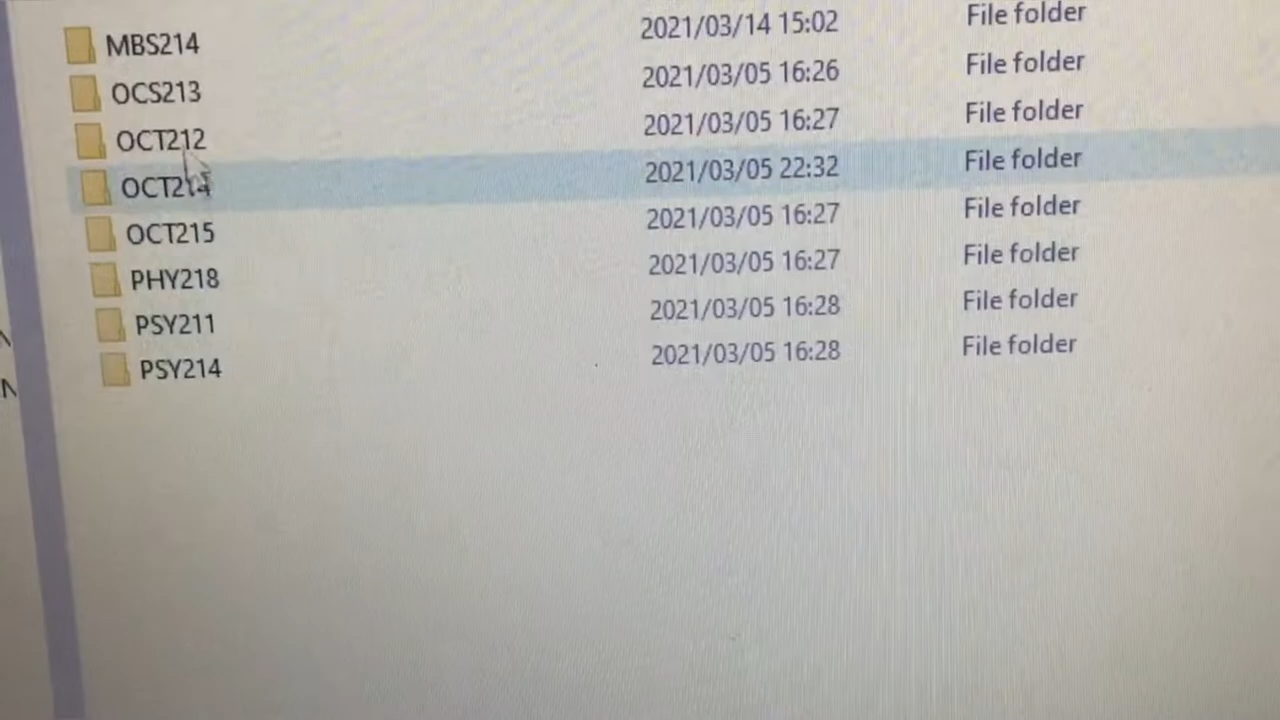 MBS214 2021/03/14 15:02 File folder
OCS213 2021/03/05 16:26 File folder
OCT212 2021/03/05 16:27 File folder
OCT214 2021/03/05 22:32 File folder
OCT215 2021/03/05 16:27 File folder
PHY218 2021/03/05 16:27 File folder
PSY211 2021/03/05 16:28 File folder
PSY214 2021/03/05 16:28 File folder